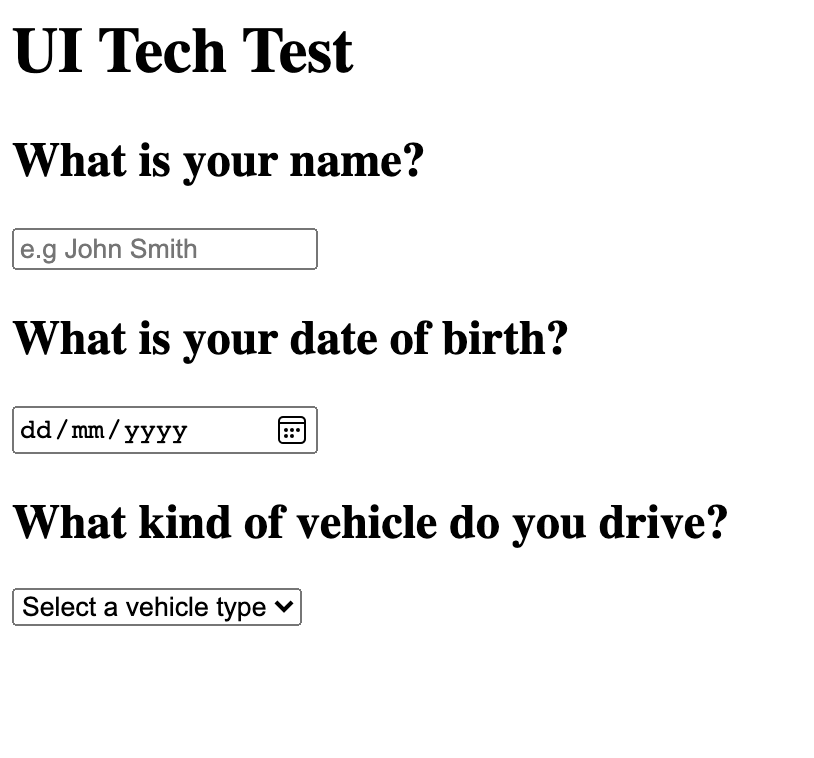 UI Tech Test
What is your name?
e.g John Smith
What is your date of birth?
dd/mm/yyyy
What kind of vehicle do you drive?
Select a vehicle type